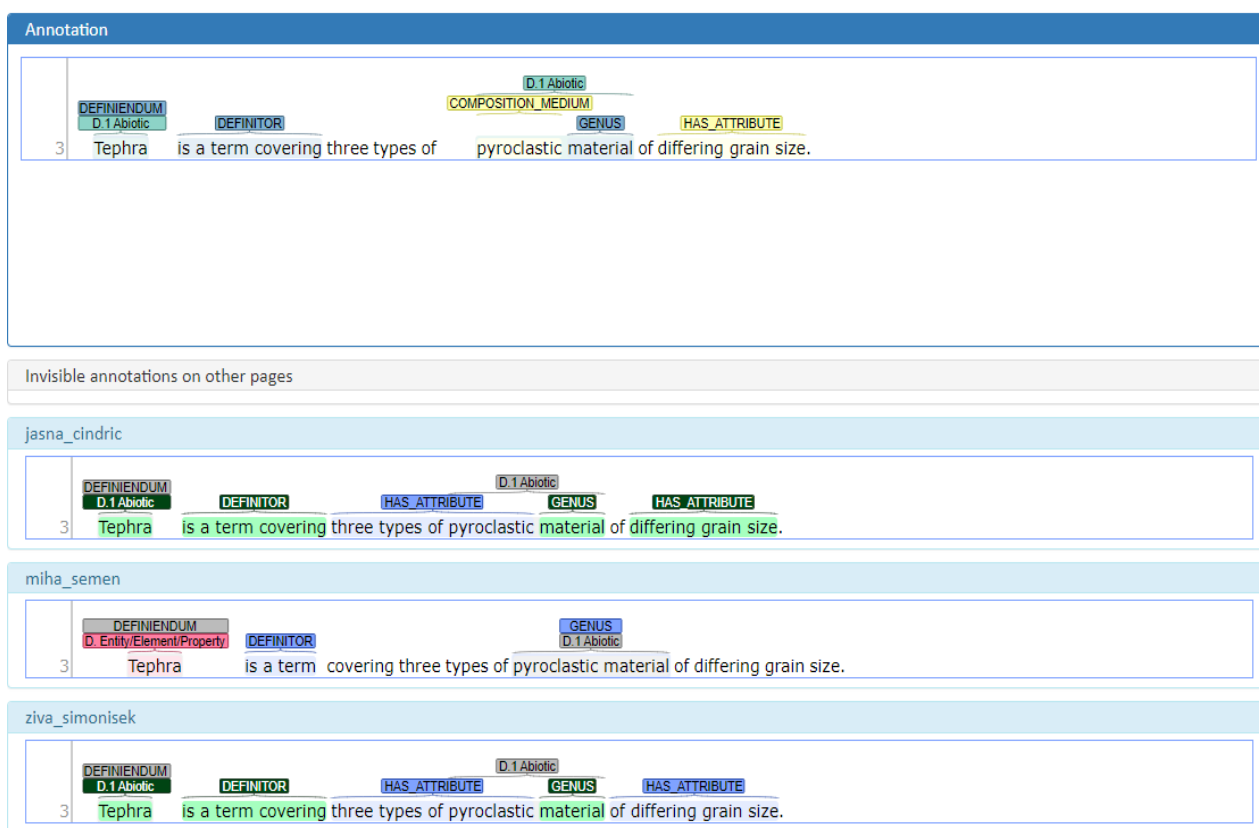 Annotation
D.1 Abiotic
DEFINIENDUM COMPOSITION_MEDIUM
D.1 Abiotic DEFINITOR GENUS HAS_ATTRIBUTE
3 Tephra is a term covering three types of pyroclastic material of differing grain size.
Invisible annotations on other pages
jasna_cindric
DEFINIENDUM D.1 Abiotic
D.1 Abiotic DEFINITOR HAS_ATTRIBUTE GENUS HAS_ATTRIBUTE
3 Tephra is a term covering three types of pyroclastic material of differing grain size.
miha_semen
DEFINIENDUM GENUS
D. Entity/Element/Property DEFINITOR D.1 Abiotic
3 Tephra is a term covering three types of pyroclastic material of differing grain size.
ziva_simonisek
DEFINIENDUM D.1 Abiotic
D.1 Abiotic DEFINITOR HAS_ATTRIBUTE GENUS HAS_ATTRIBUTE
3 Tephra is a term covering three types of pyroclastic material of differing grain size.